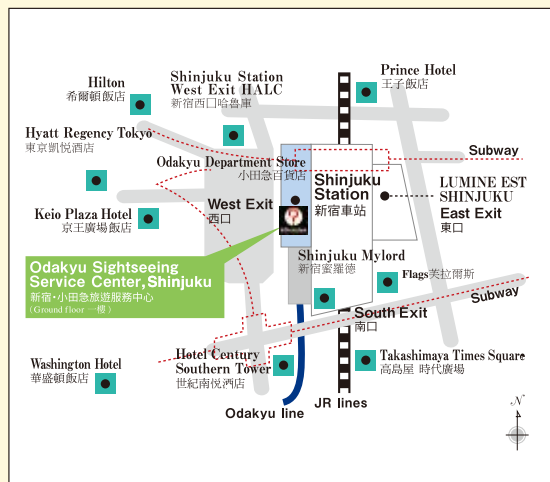 Hilton
希爾頓飯店
Shinjuku Station
West Exit HALC
新宿西口哈魯庫
Prince Hotel
王子飯店
Hyatt Regency Tokyo
東京凱悦酒店
Odakyu Department Store
小田急百貨店
Subway
Shinjuku
Station
新宿車站
LUMINE EST
SHINJUKU
East Exit
東口
West Exit
西口
Keio Plaza Hotel
京王廣場飯店
Odakyu Sightseeing
Service Center, Shinjuku
新宿・小田急旅遊服務中心
(Ground floor 一樓)
Shinjuku Mylord
新宿蜜羅德
Flags芙拉爾斯
Subway
South Exit
南口
Washington Hotel
華盛頓飯店
Hotel Century
Southern Tower
世紀南悦酒店
Takashimaya Times Square
高島屋 時代廣場
Odakyu line
JR lines
N